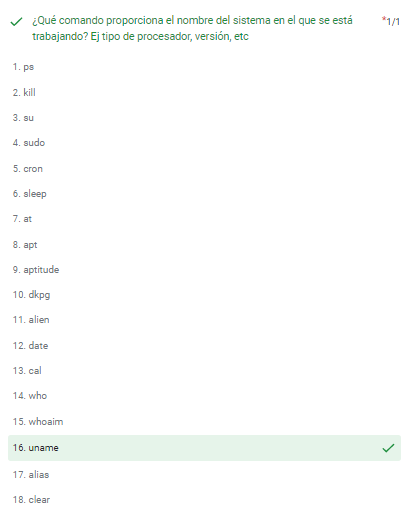 ¿Qué comando proporciona el nombre del sistema en el que se está *1/1
trabajando? Ej tipo de procesador, versión, etc
1. ps
2. kill
3. su
4. sudo
5. cron
6. sleep
7. at
8. apt
9. aptitude
10. dkpg
11. alien
12. date
13. cal
14. who
15. whoaim
16. uname
17. alias
18. clear